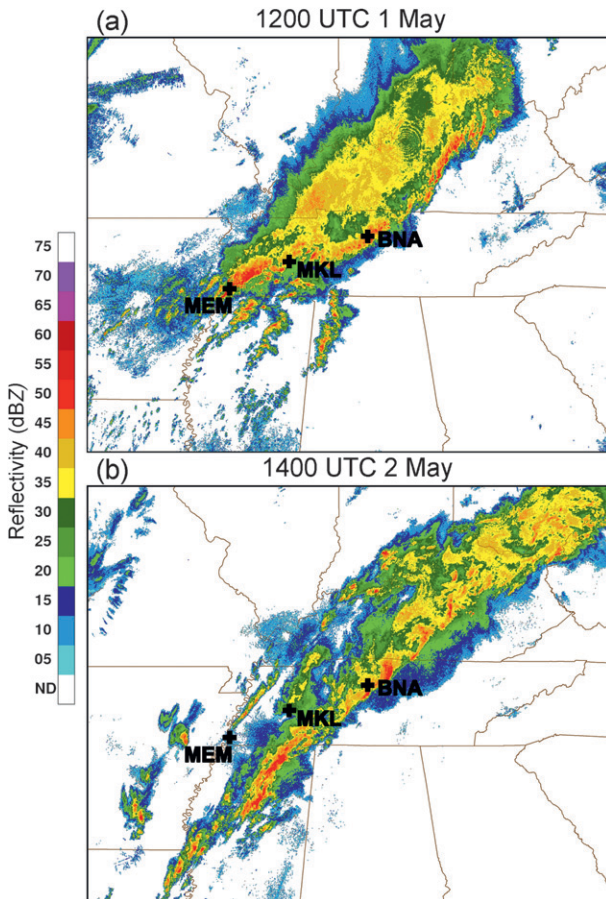 (a) 1200 UTC 1 May
BNA
MKL
MEM
75
70
65
60
55
50
45
40
35
30
25
20
15
10
05
ND
Reflectivity (dBZ)
(b) 1400 UTC 2 May
BNA
MKL
MEM